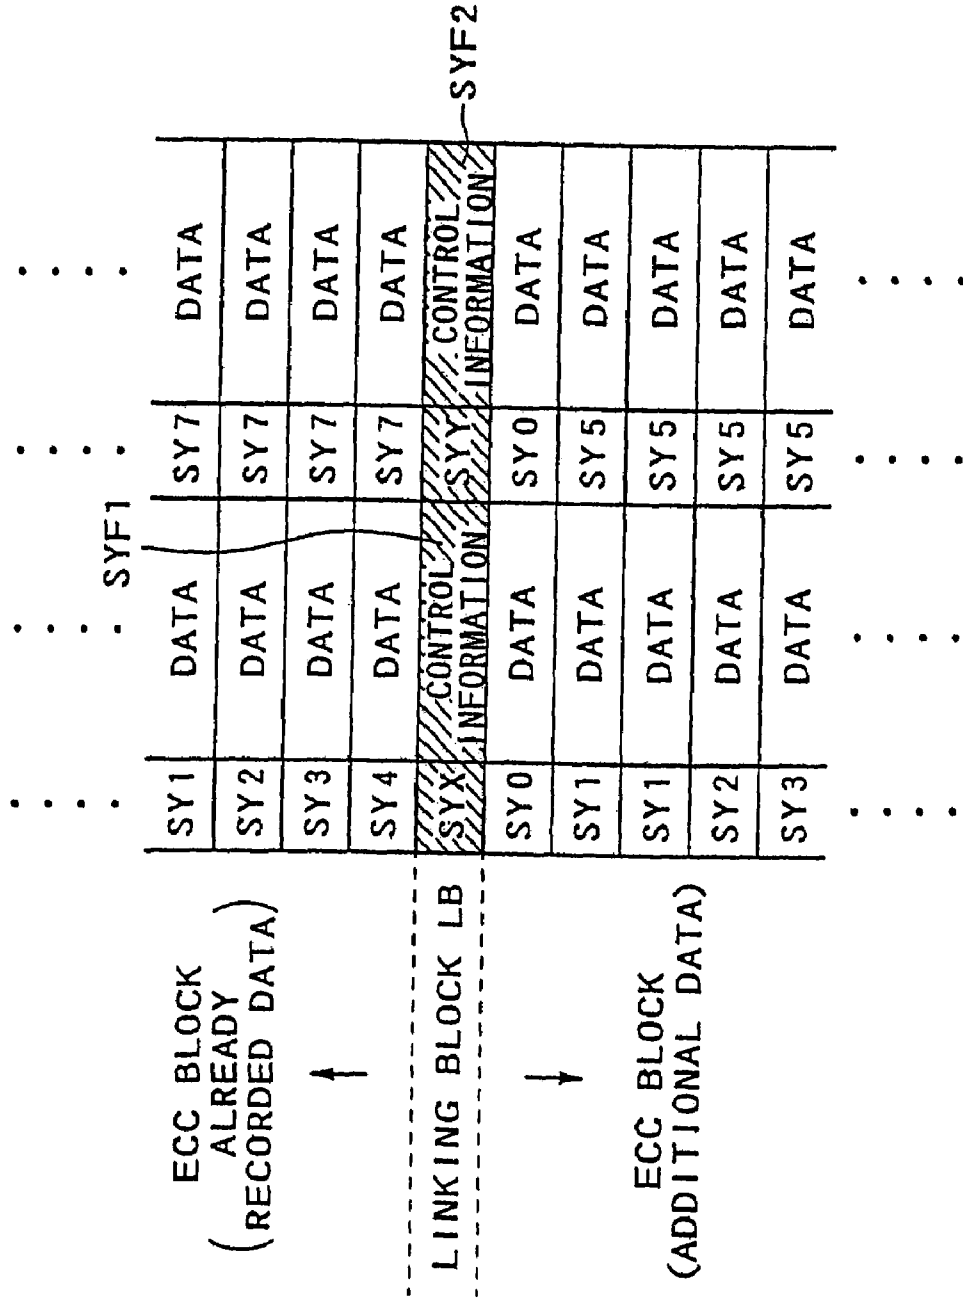 SYF1
SYF2
ECC BLOCK
ALREADY
(RECORDED DATA)
SY1 DATA SY7 DATA
SY2 DATA SY7 DATA
SY3 DATA SY7 DATA
SY4 DATA SY7 DATA
LINKING BLOCK LB
SYX CONTROL INFORMATION SYY CONTROL INFORMATION
SY0 DATA SY0 DATA
SY1 DATA SY5 DATA
SY1 DATA SY5 DATA
SY2 DATA SY5 DATA
SY3 DATA SY5 DATA
ECC BLOCK
(ADDITIONAL DATA)